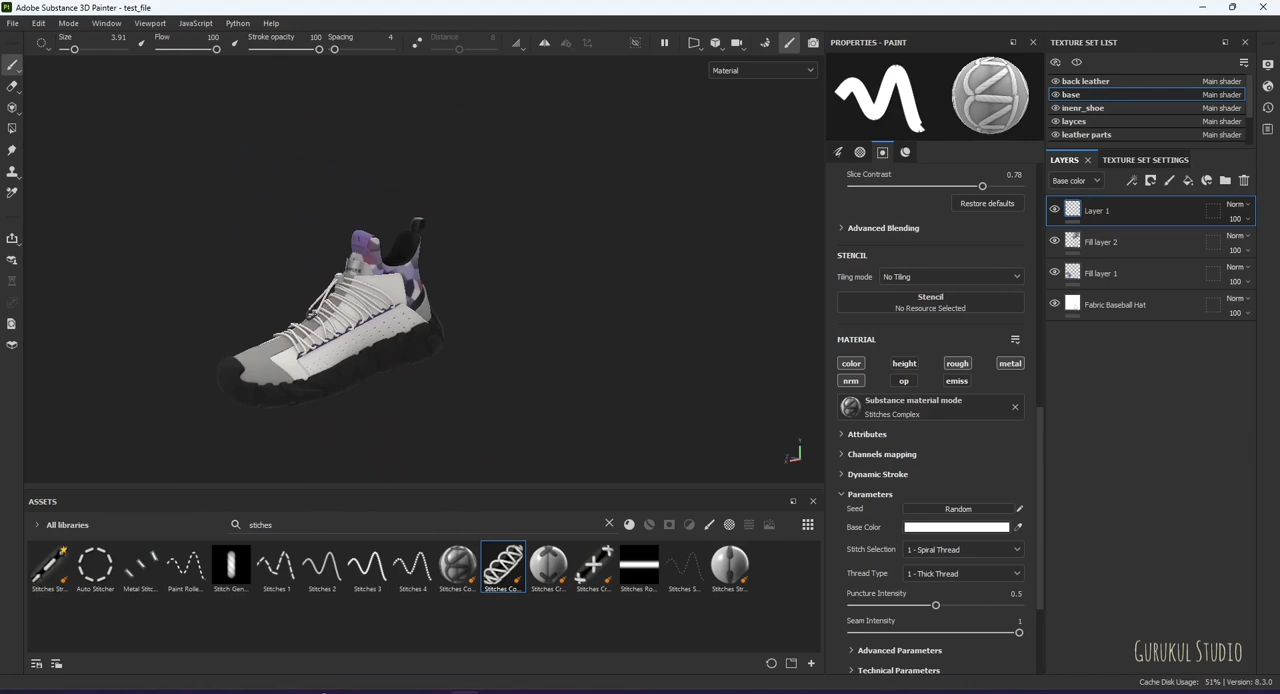 Pt Adobe Substance 3D Painter - test_file
File Edit Mode Window Viewport JavaScript Python Help
Size 3.91 Flow 100 Stroke opacity 100 Spacing 4 Distance 8
Material
PROPERTIES - PAINT
Slice Contrast 0.78
Restore defaults
Advanced Blending
STENCIL
Tiling mode No Tiling
Stencil
No Resource Selected
MATERIAL
color height rough metal
nrm op emiss
Substance material mode
Stitches Complex
Attributes
Channels mapping
Dynamic Stroke
Parameters
Seed Random
Base Color
Stitch Selection 1 - Spiral Thread
Thread Type 1 - Thick Thread
Puncture Intensity 0.5
Seam Intensity 1
Advanced Parameters
Technical Parameters
TEXTURE SET LIST
back leather Main shader
base Main shader
inenr_shoe Main shader
layces Main shader
leather parts Main shader
LAYERS TEXTURE SET SETTINGS
Base color
Layer 1 Norm 100
Fill layer 2 Norm 100
Fill layer 1 Norm 100
Fabric Baseball Hat Norm 100
ASSETS
All libraries stiches
Stitches Str... Auto Stitcher Metal Stitc... Paint Rolle... Stitch Gen... Stitches 1 Stitches 2 Stitches 3 Stitches 4 Stitches Co... Stitches Co... Stitches Cr... Stitches Cr... Stitches Ro... Stitches S... Stitches Str...
Y
GURUKUL STUDIO
Cache Disk Usage: 51% | Version: 8.3.0